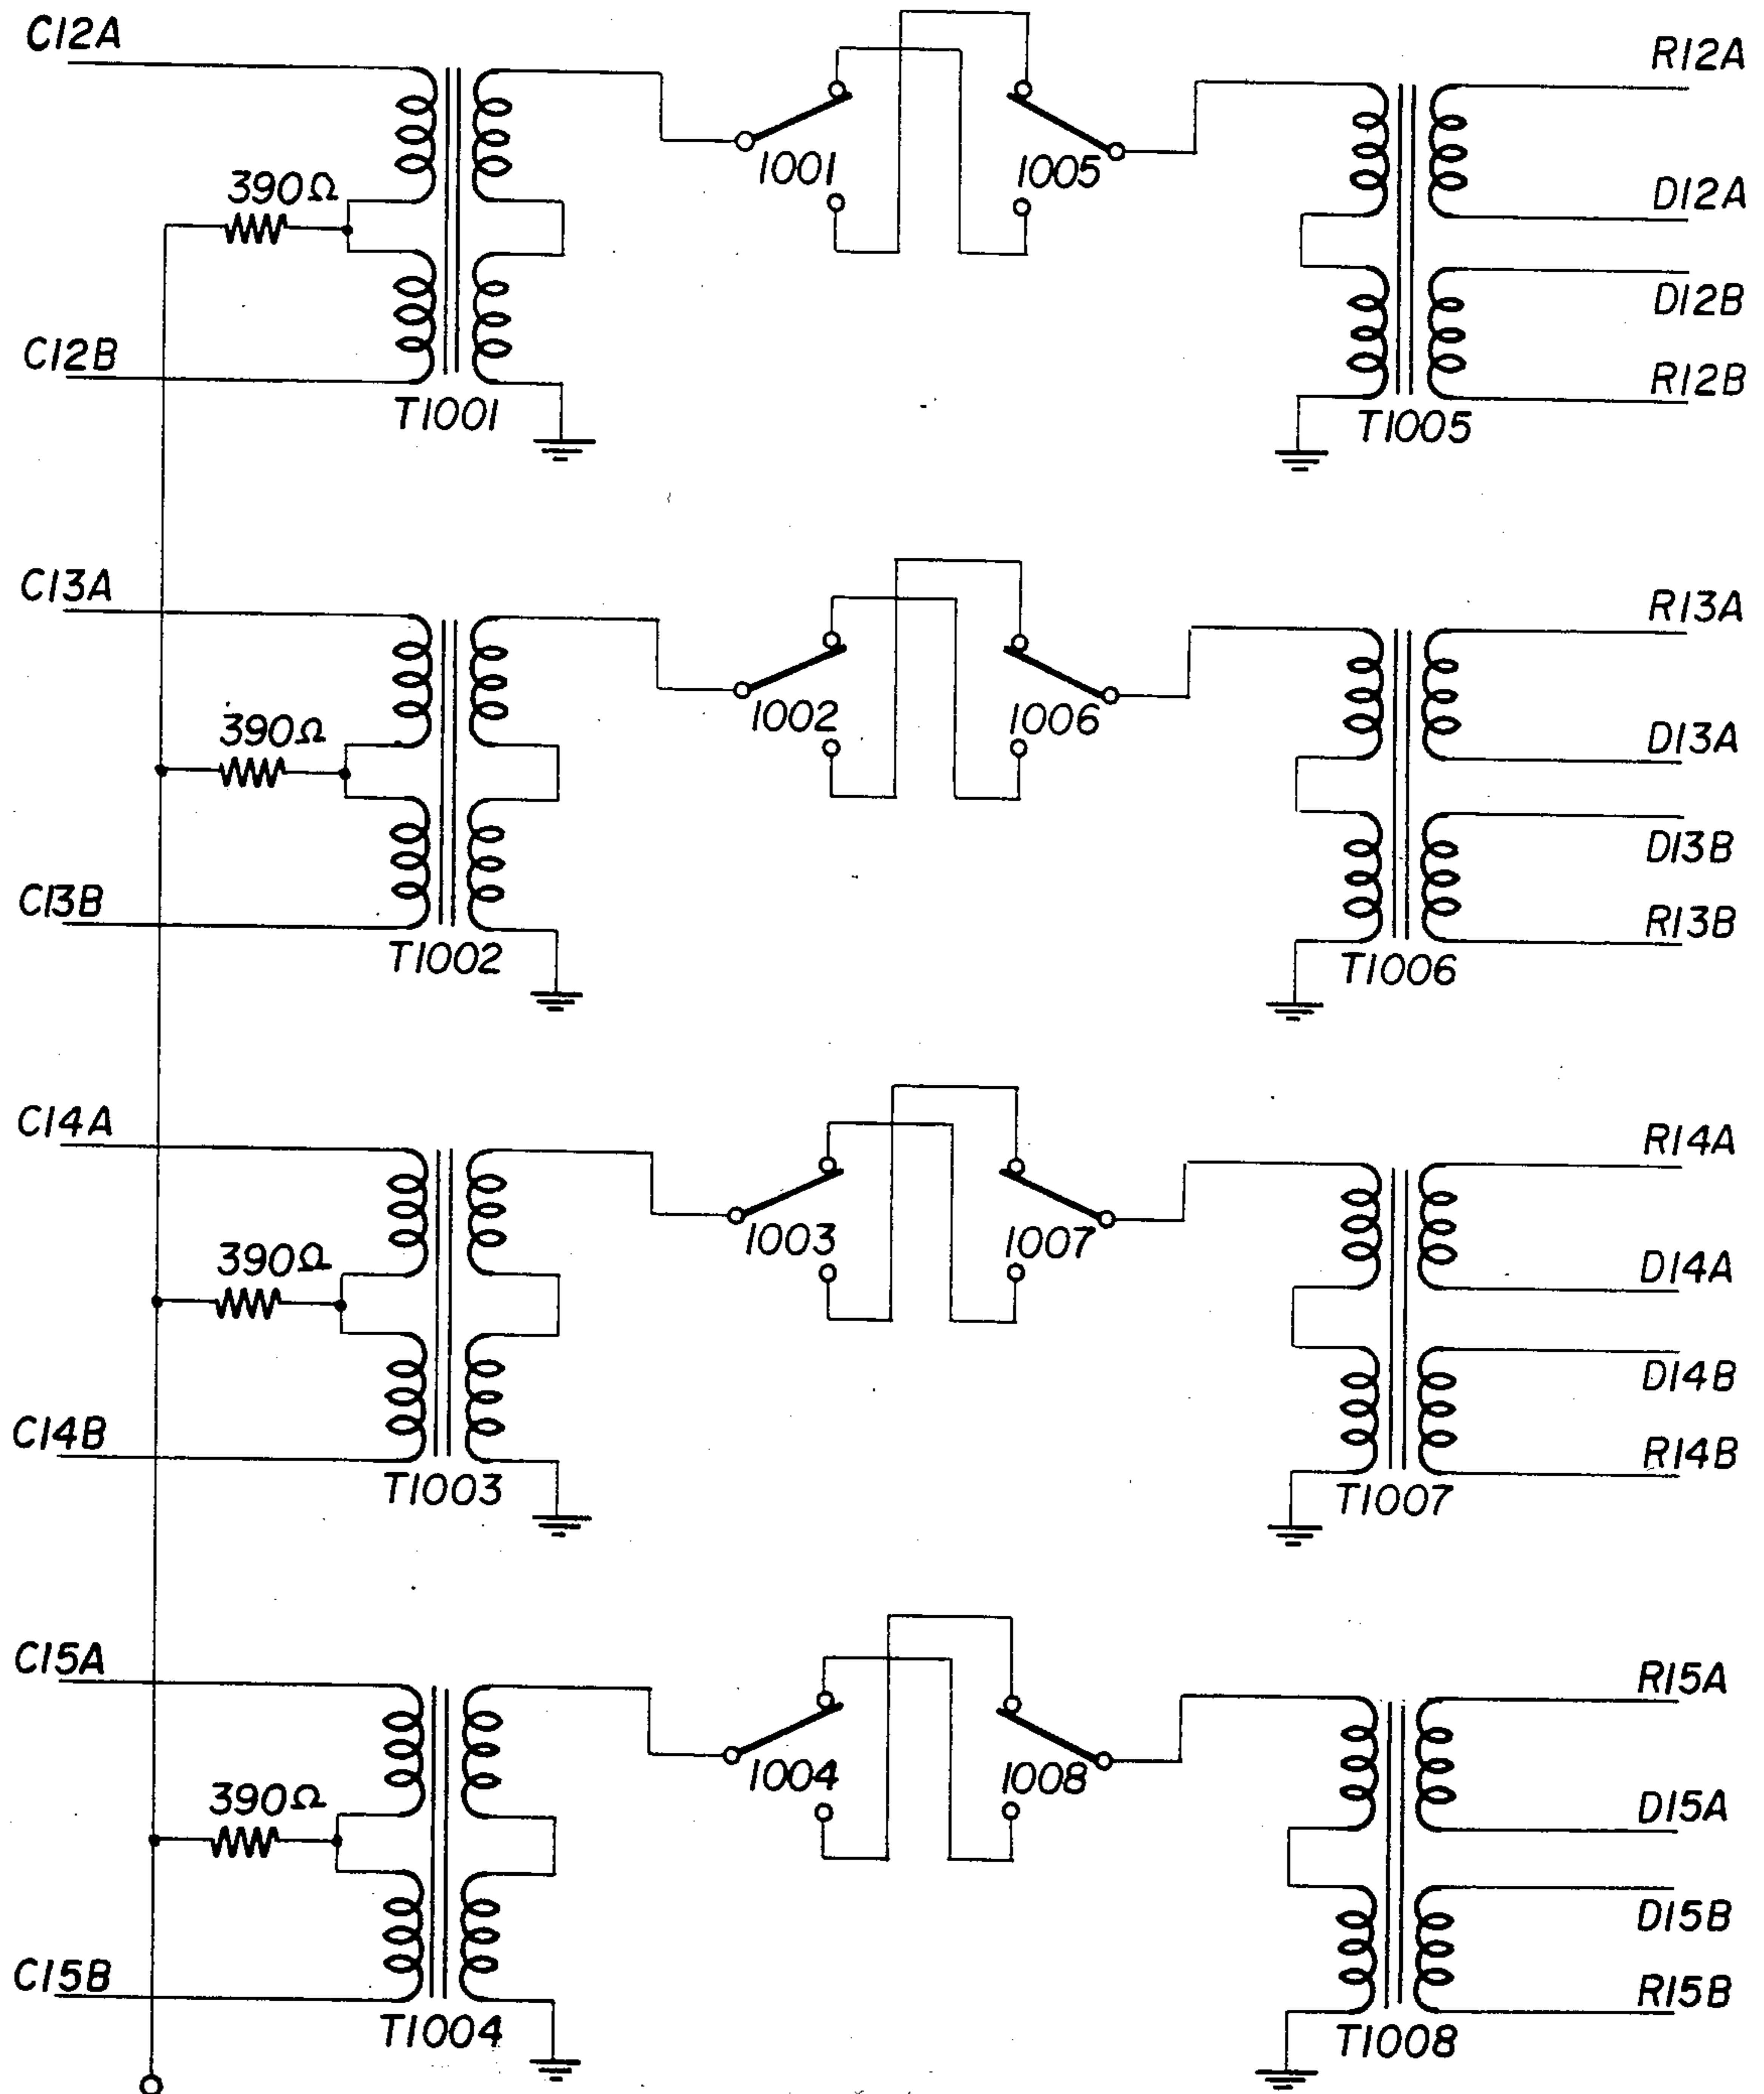 C12A
R12A
1001
1005
390Ω
D12A
D12B
C12B
R12B
T1001
T1005
C13A
R13A
1002
1006
390Ω
D13A
D13B
C13B
R13B
T1002
T1006
C14A
R14A
1003
1007
390Ω
D14A
D14B
C14B
R14B
T1003
T1007
C15A
R15A
1004
1008
390Ω
D15A
D15B
C15B
R15B
T1004
T1008